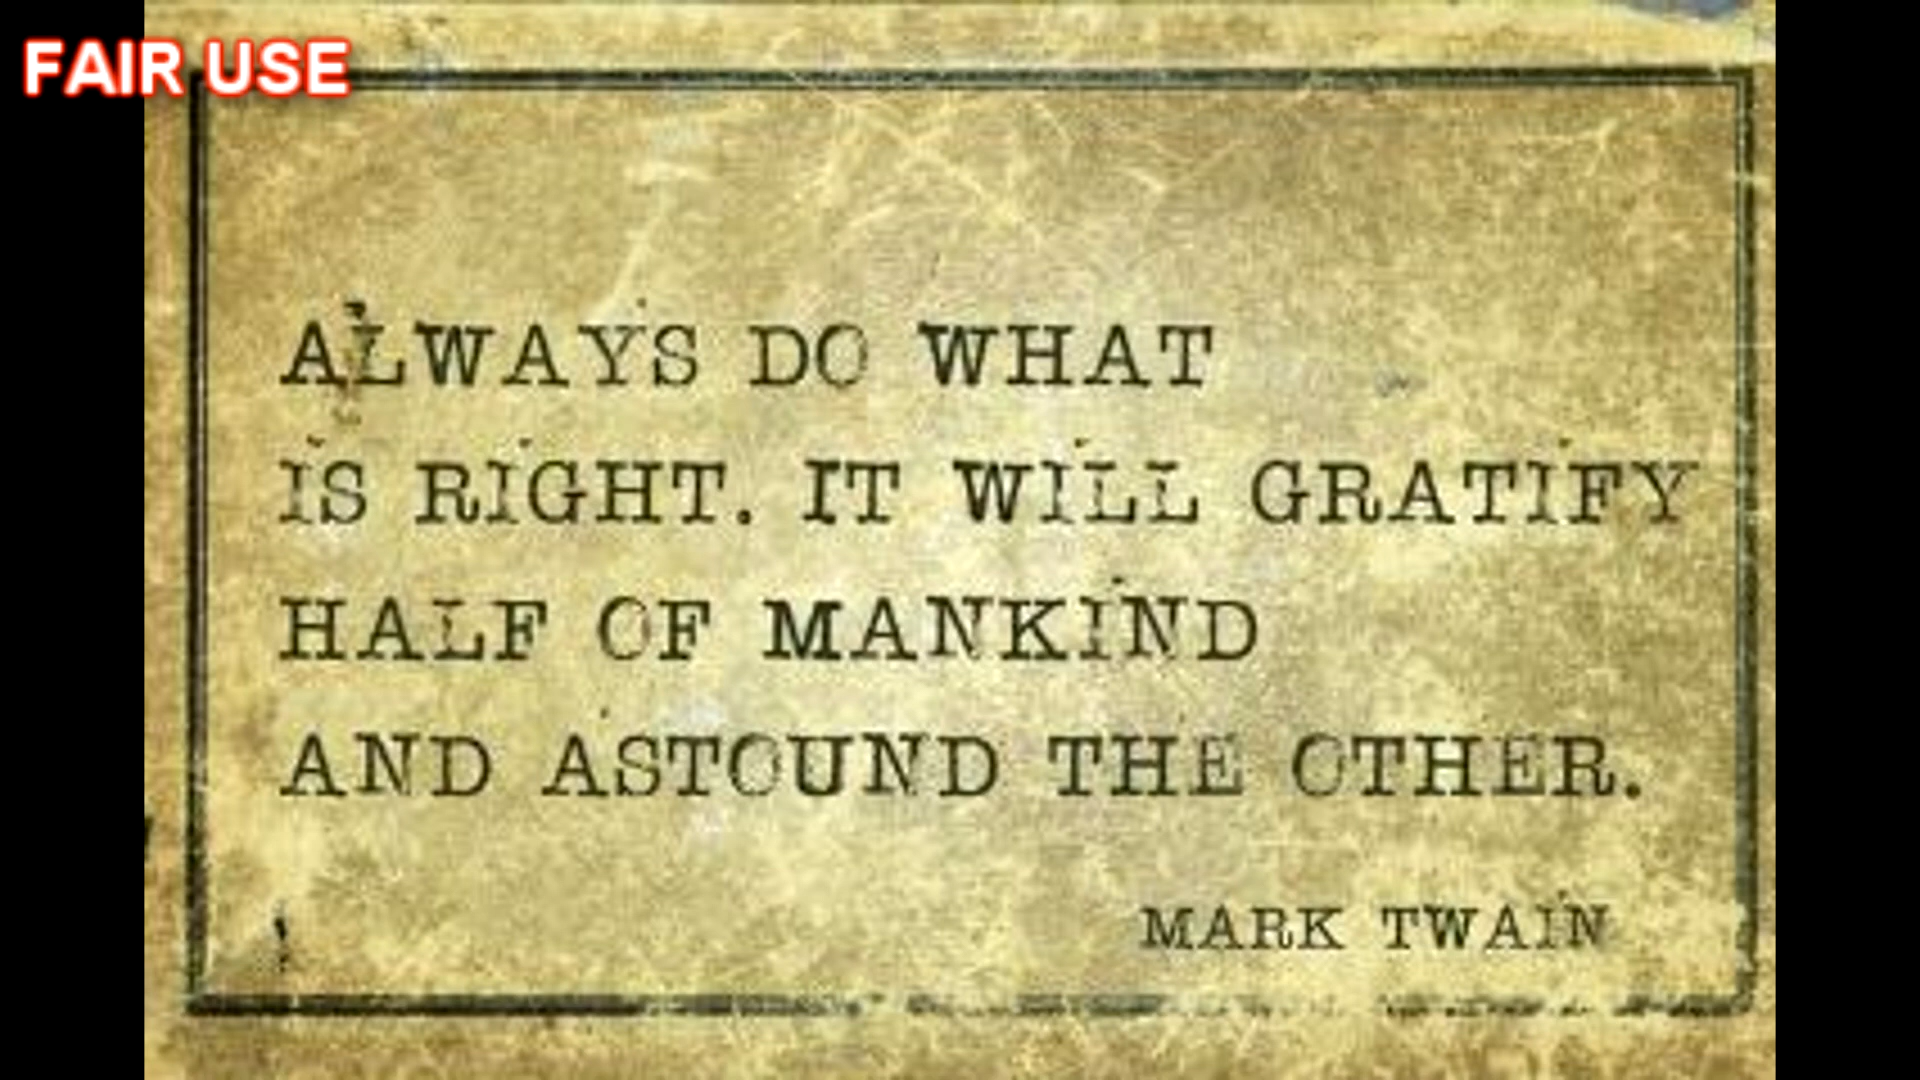 FAIR USE
ALWAYS DO WHAT
IS RIGHT. IT WILL GRATIFY
HALF OF MANKIND
AND ASTOUND THE OTHER.
MARK TWAIN